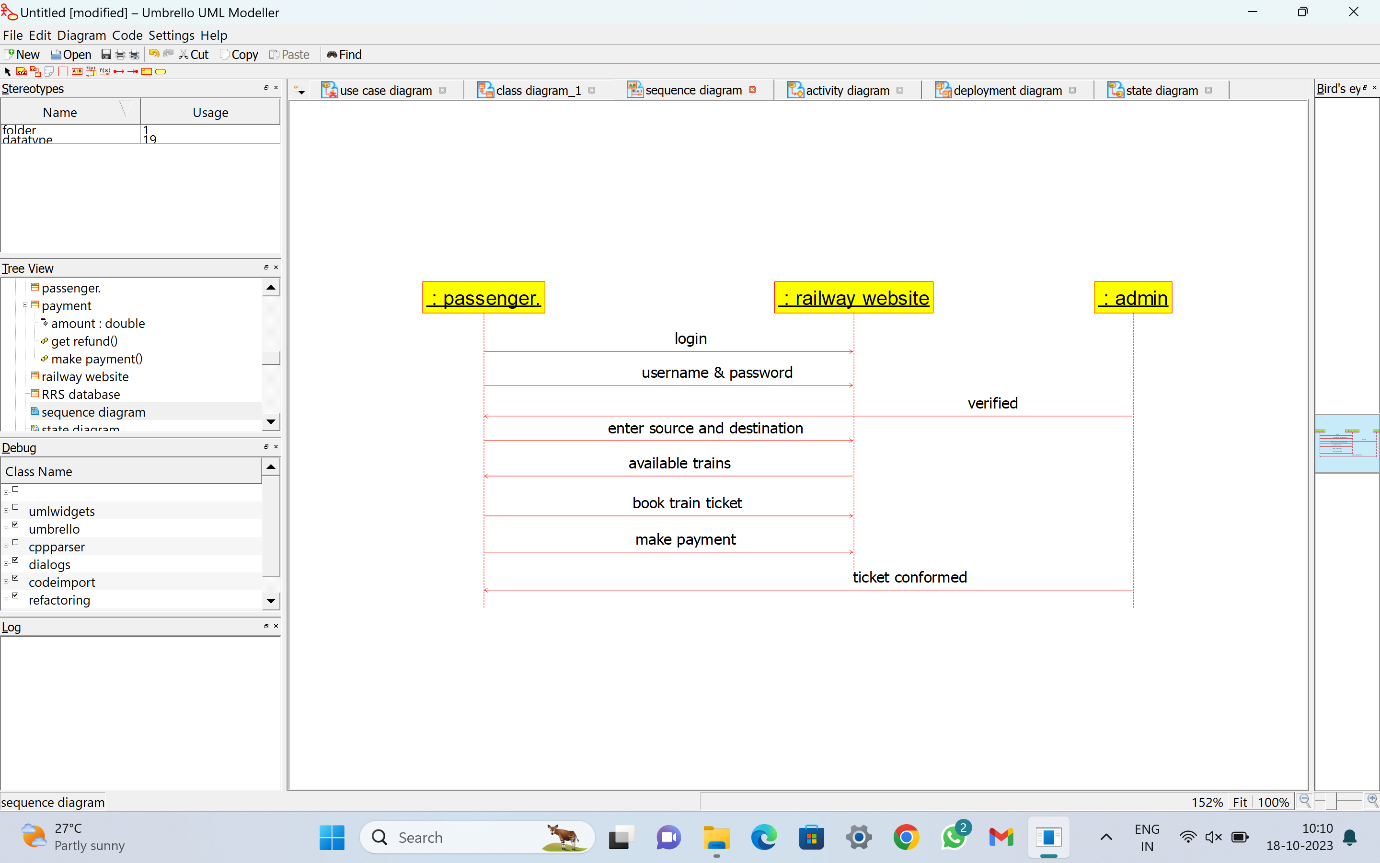 Untitled [modified] – Umbrello UML Modeller
File Edit Diagram Code Settings Help
New Open Cut Copy Paste Find
Stereotypes
Name Usage
folder 1
datatype 19
use case diagram class diagram_1 sequence diagram activity diagram deployment diagram state diagram
Bird's ey
Tree View
passenger.
payment
amount : double
get refund()
make payment()
railway website
RRS database
sequence diagram
state diagram
Debug
Class Name
umlwidgets
umbrello
cppparser
dialogs
codeimport
refactoring
Log
: passenger. : railway website : admin
login
username & password
verified
enter source and destination
available trains
book train ticket
make payment
ticket conformed
sequence diagram
152% Fit 100%
27°C
Partly sunny
Search
2
ENG
IN
10:10
18-10-2023